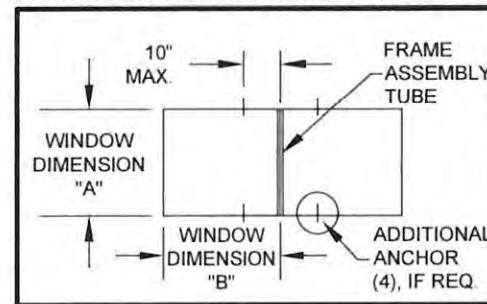 10"
MAX.
FRAME
ASSEMBLY
TUBE
WINDOW
DIMENSION
"A"
WINDOW
DIMENSION
"B"
ADDITIONAL
ANCHOR
(4), IF REQ.